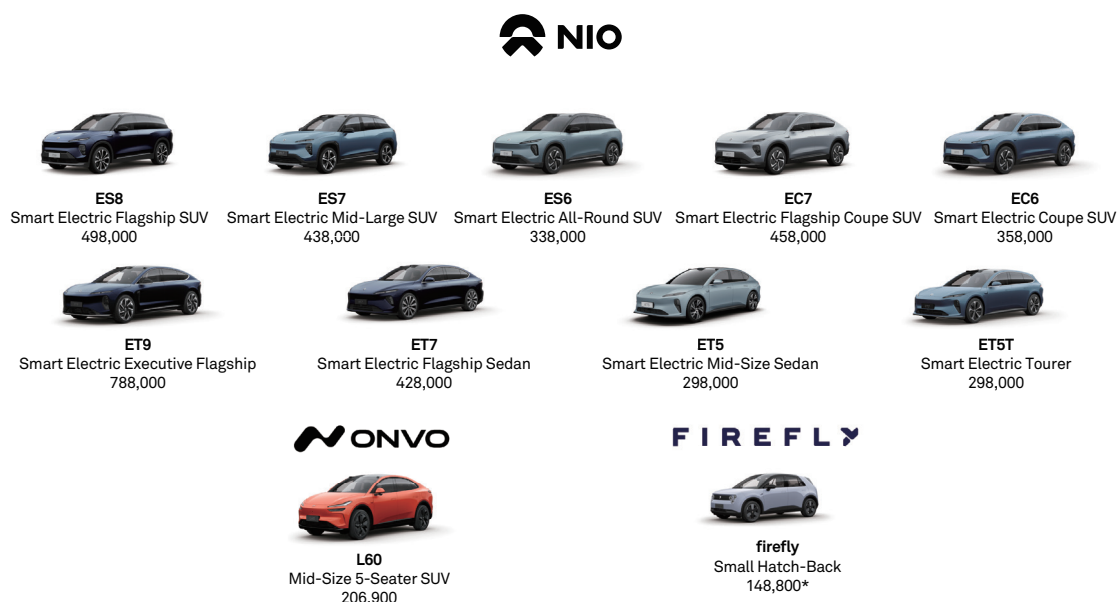 NIO
ES8
Smart Electric Flagship SUV
498,000
ES7
Smart Electric Mid-Large SUV
438,000
ES6
Smart Electric All-Round SUV
338,000
EC7
Smart Electric Flagship Coupe SUV
458,000
EC6
Smart Electric Coupe SUV
358,000
ET9
Smart Electric Executive Flagship
788,000
ET7
Smart Electric Flagship Sedan
428,000
ET5
Smart Electric Mid-Size Sedan
298,000
ET5T
Smart Electric Tourer
298,000
ONVO
L60
Mid-Size 5-Seater SUV
206,900
FIREFLY
firefly
Small Hatch-Back
148,800*